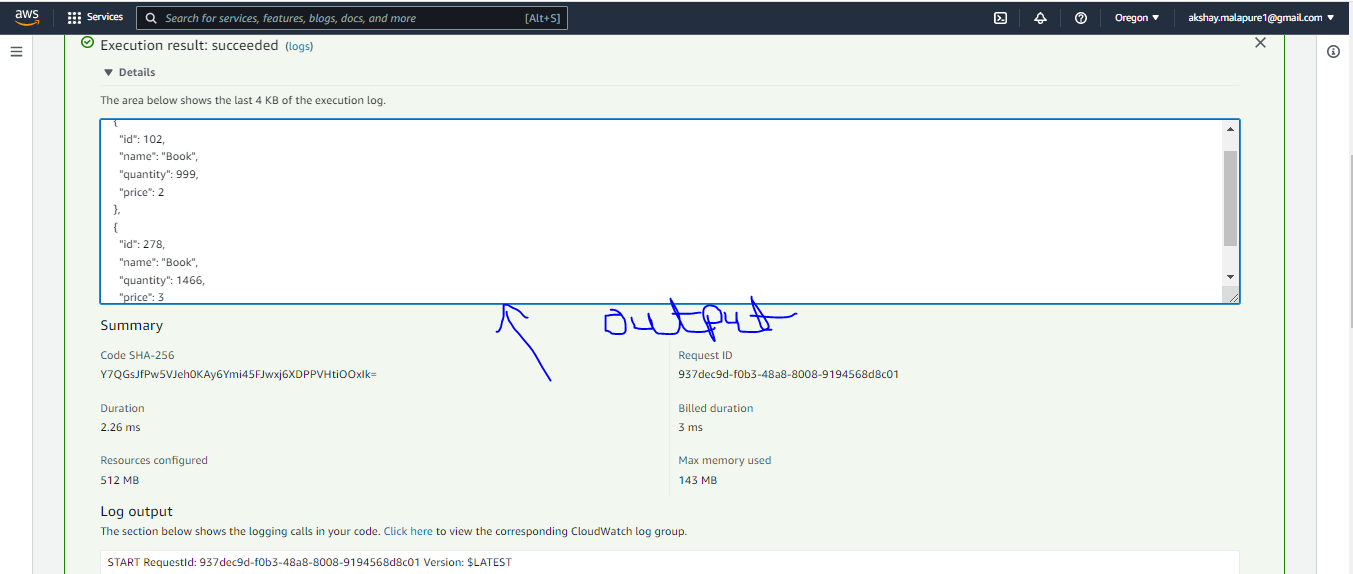 aws
Services
Search for services, features, blogs, docs, and more
[Alt+S]
Oregon
akshay.malapure1@gmail.com
Execution result: succeeded (logs)
Details
The area below shows the last 4 KB of the execution log.
{
"id": 102,
"name": "Book",
"quantity": 999,
"price": 2
},
{
"id": 278,
"name": "Book",
"quantity": 1466,
"price": 3
output
Summary
Code SHA-256
Y7QGsJfPw5VJeh0KAy6Ymi45FJwxj6XDPPVHtiOOxIk=
Request ID
937dec9d-f0b3-48a8-8008-9194568d8c01
Duration
2.26 ms
Billed duration
3 ms
Resources configured
512 MB
Max memory used
143 MB
Log output
The section below shows the logging calls in your code. Click here to view the corresponding CloudWatch log group.
START RequestId: 937dec9d-f0b3-48a8-8008-9194568d8c01 Version: $LATEST